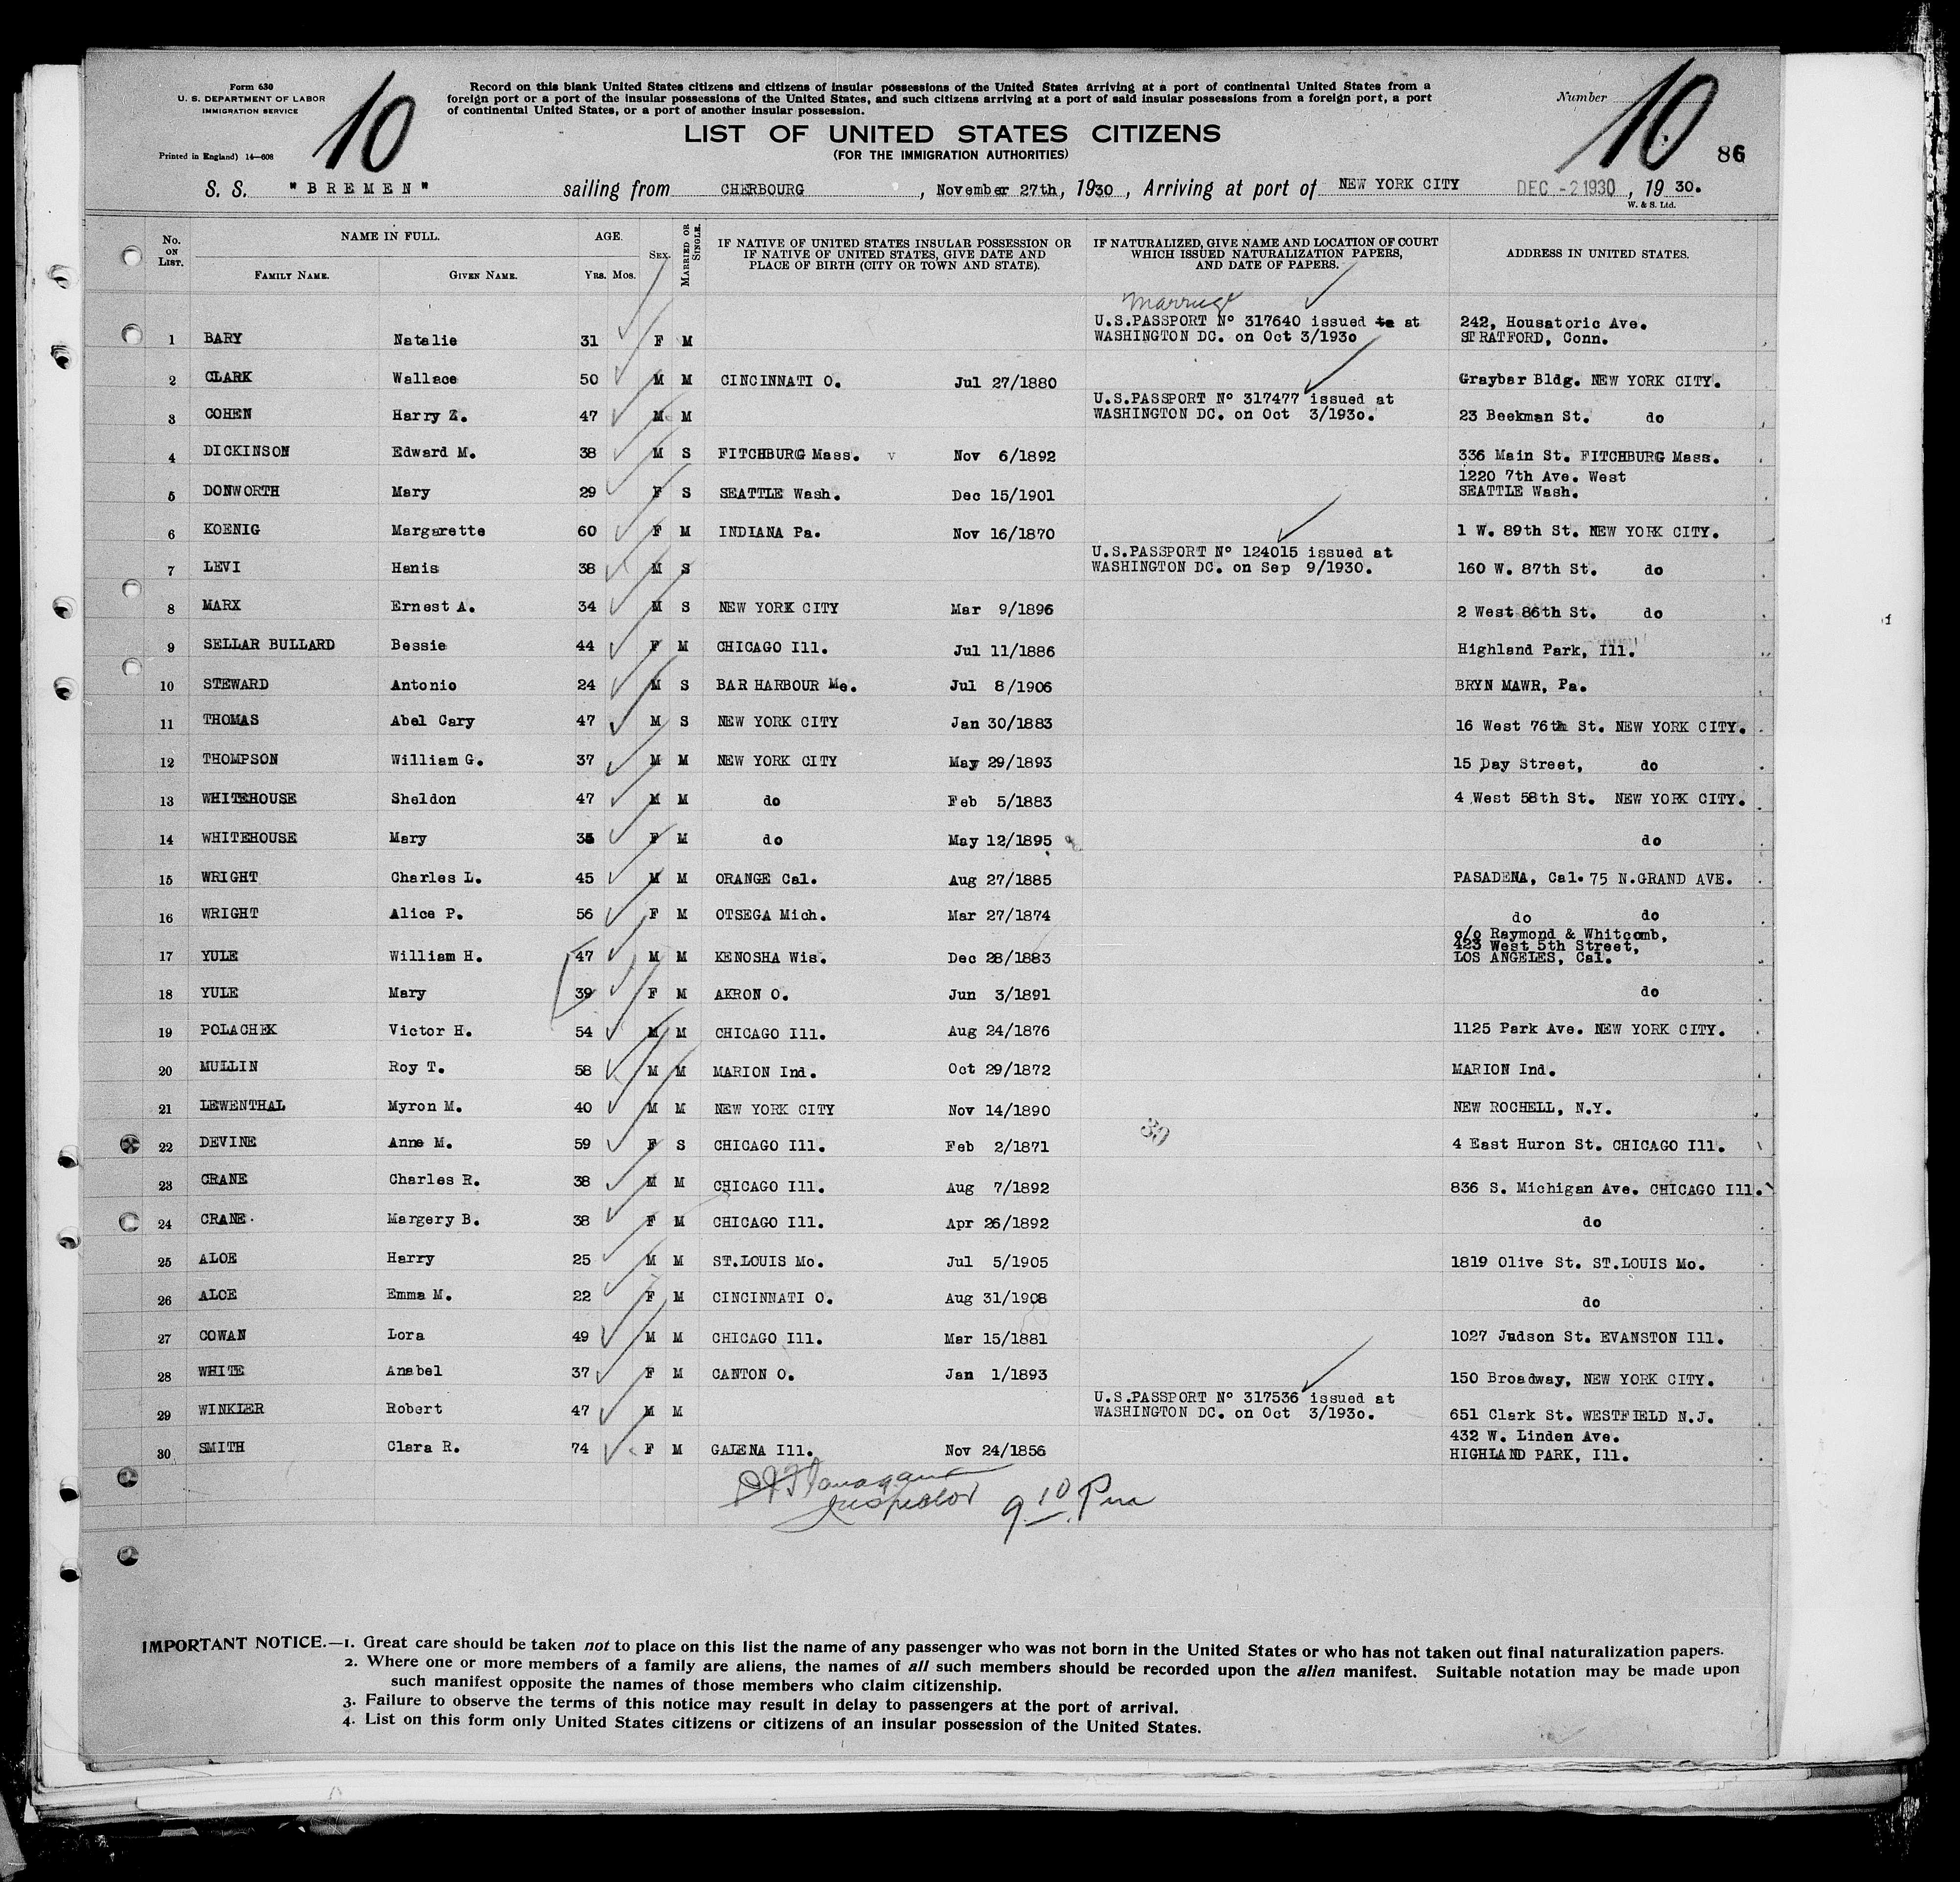 Form 630
U. S. DEPARTMENT OF LABOR
IMMIGRATION SERVICE
Printed in England) 14—608
10
Record on this blank United States citizens and citizens of insular possessions of the United States arriving at a port of continental United States from a
foreign port or a port of the insular possessions of the United States, and such citizens arriving at a port of said insular possessions from a foreign port, a port
of continental United States, or a port of another insular possession.
LIST OF UNITED STATES CITIZENS
(FOR THE IMMIGRATION AUTHORITIES)
Number 10
86
S. S. "BREMEN" sailing from CHERBOURG, November 27th, 1930, Arriving at port of NEW YORK CITY DEC -2 1930, 19 30.
W. & S. Ltd.
No. ON LIST. NAME IN FULL. FAMILY NAME. GIVEN NAME. AGE. Yrs. Mos. SEX. MARRIED OR SINGLE. IF NATIVE OF UNITED STATES INSULAR POSSESSION OR IF NATIVE OF UNITED STATES, GIVE DATE AND PLACE OF BIRTH (CITY OR TOWN AND STATE). IF NATURALIZED, GIVE NAME AND LOCATION OF COURT WHICH ISSUED NATURALIZATION PAPERS, AND DATE OF PAPERS. ADDRESS IN UNITED STATES.
Marriage
1 BARY Natalie 31 F M U.S.PASSPORT Nº 317640 issued te at WASHINGTON DC. on Oct 3/1930 242, Housatoric Ave. STRATFORD, Conn.
2 CLARK Wallace 50 M M CINCINNATI O. Jul 27/1880 Graybar Bldg. NEW YORK CITY.
3 COHEN Harry Z. 47 M M U.S.PASSPORT Nº 317477 issued at WASHINGTON DC. on Oct 3/1930. 23 Beekman St. do
4 DICKINSON Edward M. 38 M S FITCHBURG Mass. v Nov 6/1892 336 Main St. FITCHBURG Mass.
5 DONWORTH Mary 29 F S SEATTLE Wash. Dec 15/1901 1220 7th Ave. West SEATTLE Wash.
6 KOENIG Margarette 60 F M INDIANA Pa. Nov 16/1870 1 W. 89th St. NEW YORK CITY.
7 LEVI Hanis 38 M S U.S.PASSPORT Nº 124015 issued at WASHINGTON DC. on Sep 9/1930. 160 W. 87th St. do
8 MARX Ernest A. 34 M S NEW YORK CITY Mar 9/1896 2 West 86th St. do
9 SELLAR BULLARD Bessie 44 F M CHICAGO Ill. Jul 11/1886 Highland Park, Ill.
10 STEWARD Antonio 24 M S BAR HARBOUR Me. Jul 8/1906 BRYN MAWR, Pa.
11 THOMAS Abel Cary 47 M S NEW YORK CITY Jan 30/1883 16 West 76th St. NEW YORK CITY.
12 THOMPSON William G. 37 M M NEW YORK CITY May 29/1893 15 Day Street, do
13 WHITEHOUSE Sheldon 47 M M do Feb 5/1883 4 West 58th St. NEW YORK CITY.
14 WHITEHOUSE Mary 35 F M do May 12/1895 do
15 WRIGHT Charles L. 45 M M ORANGE Cal. Aug 27/1885 PASADENA, Cal. 75 N.GRAND AVE.
16 WRIGHT Alice P. 56 F M OTSEGA Mich. Mar 27/1874 do do
17 YULE William H. 47 M M KENOSHA Wis. Dec 28/1883 c/o Raymond & Whitcomb, 423 West 5th Street, LOS ANGELES, Cal.
18 YULE Mary 39 F M AKRON O. Jun 3/1891 do
19 POLACHEK Victor H. 54 M M CHICAGO Ill. Aug 24/1876 1125 Park Ave. NEW YORK CITY.
20 MULLIN Roy T. 58 M M MARION Ind. Oct 29/1872 MARION Ind.
21 LEWENTHAL Myron M. 40 M M NEW YORK CITY Nov 14/1890 NEW ROCHELL, N.Y.
39
22 DEVINE Anne M. 59 F S CHICAGO Ill. Feb 2/1871 4 East Huron St. CHICAGO Ill.
23 CRANE Charles R. 38 M M CHICAGO Ill. Aug 7/1892 836 S. Michigan Ave. CHICAGO Ill.
24 CRANE. Margery B. 38 F M CHICAGO Ill. Apr 26/1892 do
25 ALOE Harry 25 M M ST.LOUIS Mo. Jul 5/1905 1819 Olive St. ST.LOUIS Mo.
26 ALOE Emma M. 22 F M CINCINNATI O. Aug 31/1908 do
27 COWAN Lora 49 M M CHICAGO Ill. Mar 15/1881 1027 Judson St. EVANSTON Ill.
28 WHITE Anabel 37 F M CANTON O. Jan 1/1893 150 Broadway, NEW YORK CITY.
29 WINKLER Robert 47 M M U.S.PASSPORT Nº 317536 issued at WASHINGTON DC. on Oct 3/1930. 651 Clark St. WESTFIELD N.J.
30 SMITH Clara R. 74 F M GALENA Ill. Nov 24/1856 432 W. Linden Ave. HIGHLAND PARK, Ill.
Inspector 9 10 Pm
IMPORTANT NOTICE.—1. Great care should be taken not to place on this list the name of any passenger who was not born in the United States or who has not taken out final naturalization papers.
2. Where one or more members of a family are aliens, the names of all such members should be recorded upon the alien manifest. Suitable notation may be made upon
such manifest opposite the names of those members who claim citizenship.
3. Failure to observe the terms of this notice may result in delay to passengers at the port of arrival.
4. List on this form only United States citizens or citizens of an insular possession of the United States.